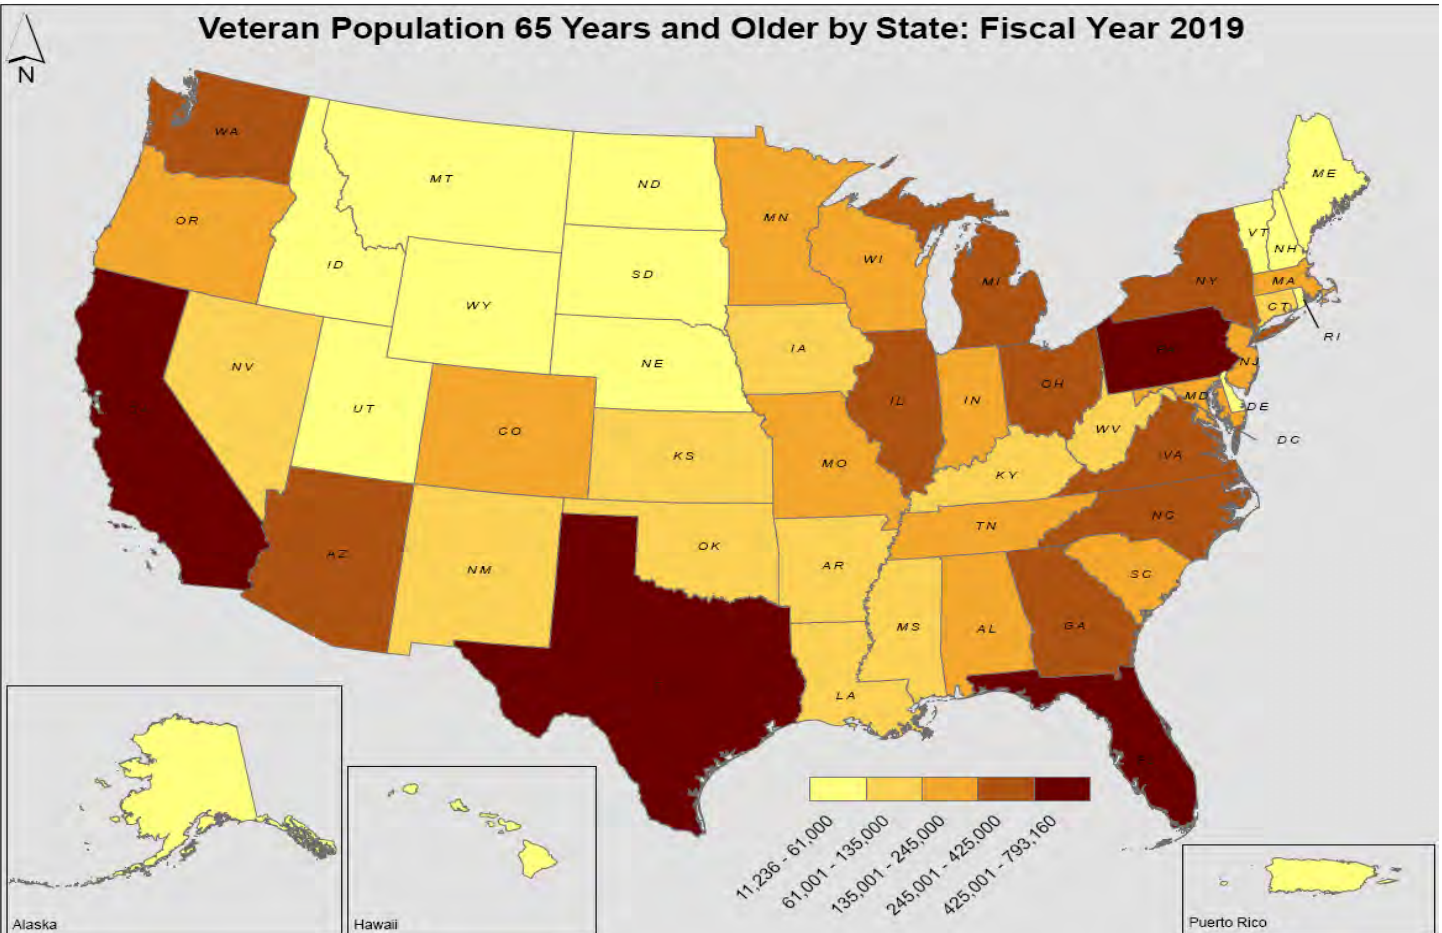 Veteran Population 65 Years and Older by State: Fiscal Year 2019
N
WA
MT
ND
MN
ME
OR
ID
SD
WI
VT
NH
MI
NY
MA
WY
CT
RI
NV
NE
IA
NJ
UT
CO
IL
IN
OH
MD
DE
WV
DC
KS
MO
KY
VA
NC
AZ
NM
OK
AR
TN
SC
MS
AL
GA
LA
11,236 - 61,000
61,001 - 135,000
135,001 - 245,000
245,001 - 425,000
425,001 - 793,160
Alaska
Hawaii
Puerto Rico